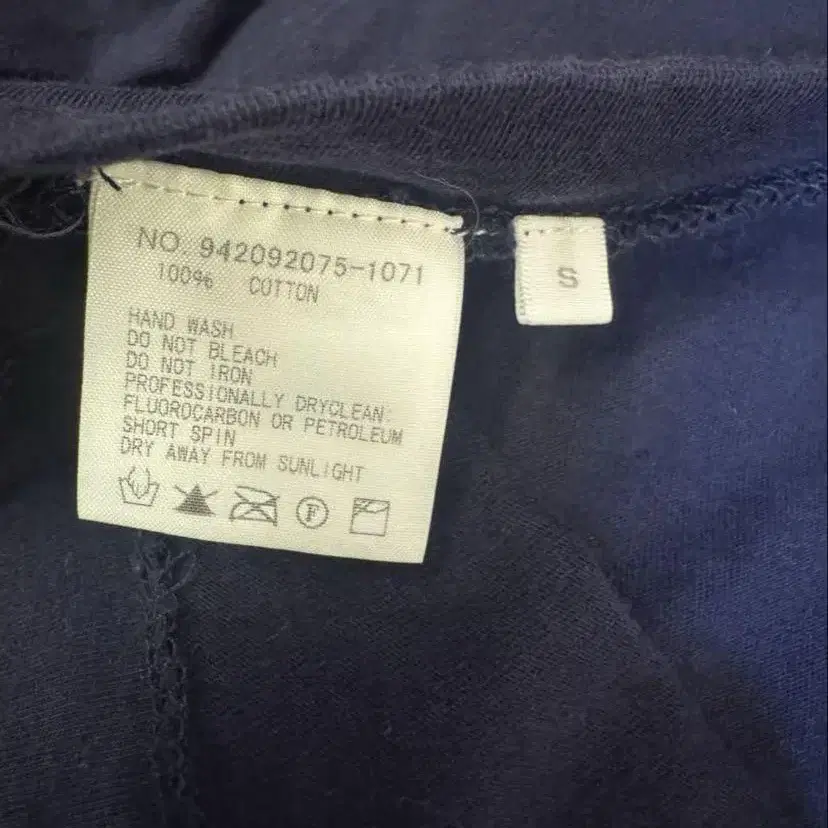 NO. 942092075-1071
100% COTTON
HAND WASH
DO NOT BLEACH
DO NOT IRON
PROFESSIONALLY DRYCLEAN:
FLUOROCARBON OR PETROLEUM
SHORT SPIN
DRY AWAY FROM SUNLIGHT
F
S